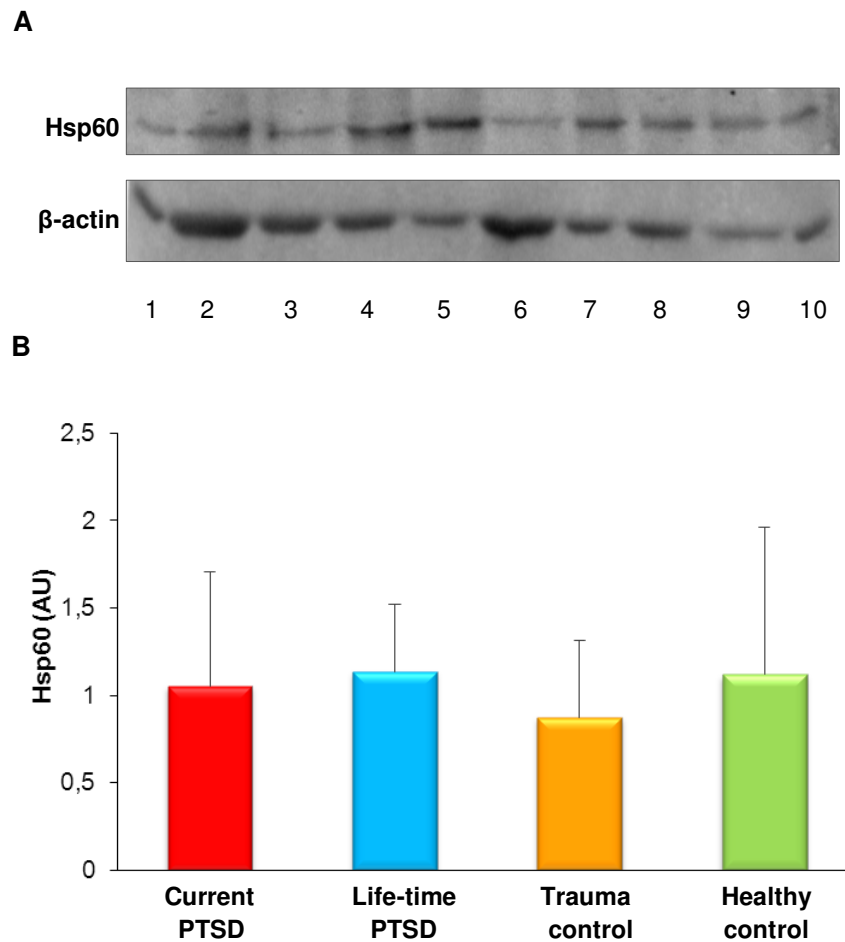 A
Hsp60
β-actin
1 2 3 4 5 6 7 8 9 10
B
2,5
2
1,5
1
0,5
0
Hsp60 (AU)
Current PTSD
Life-time PTSD
Trauma control
Healthy control